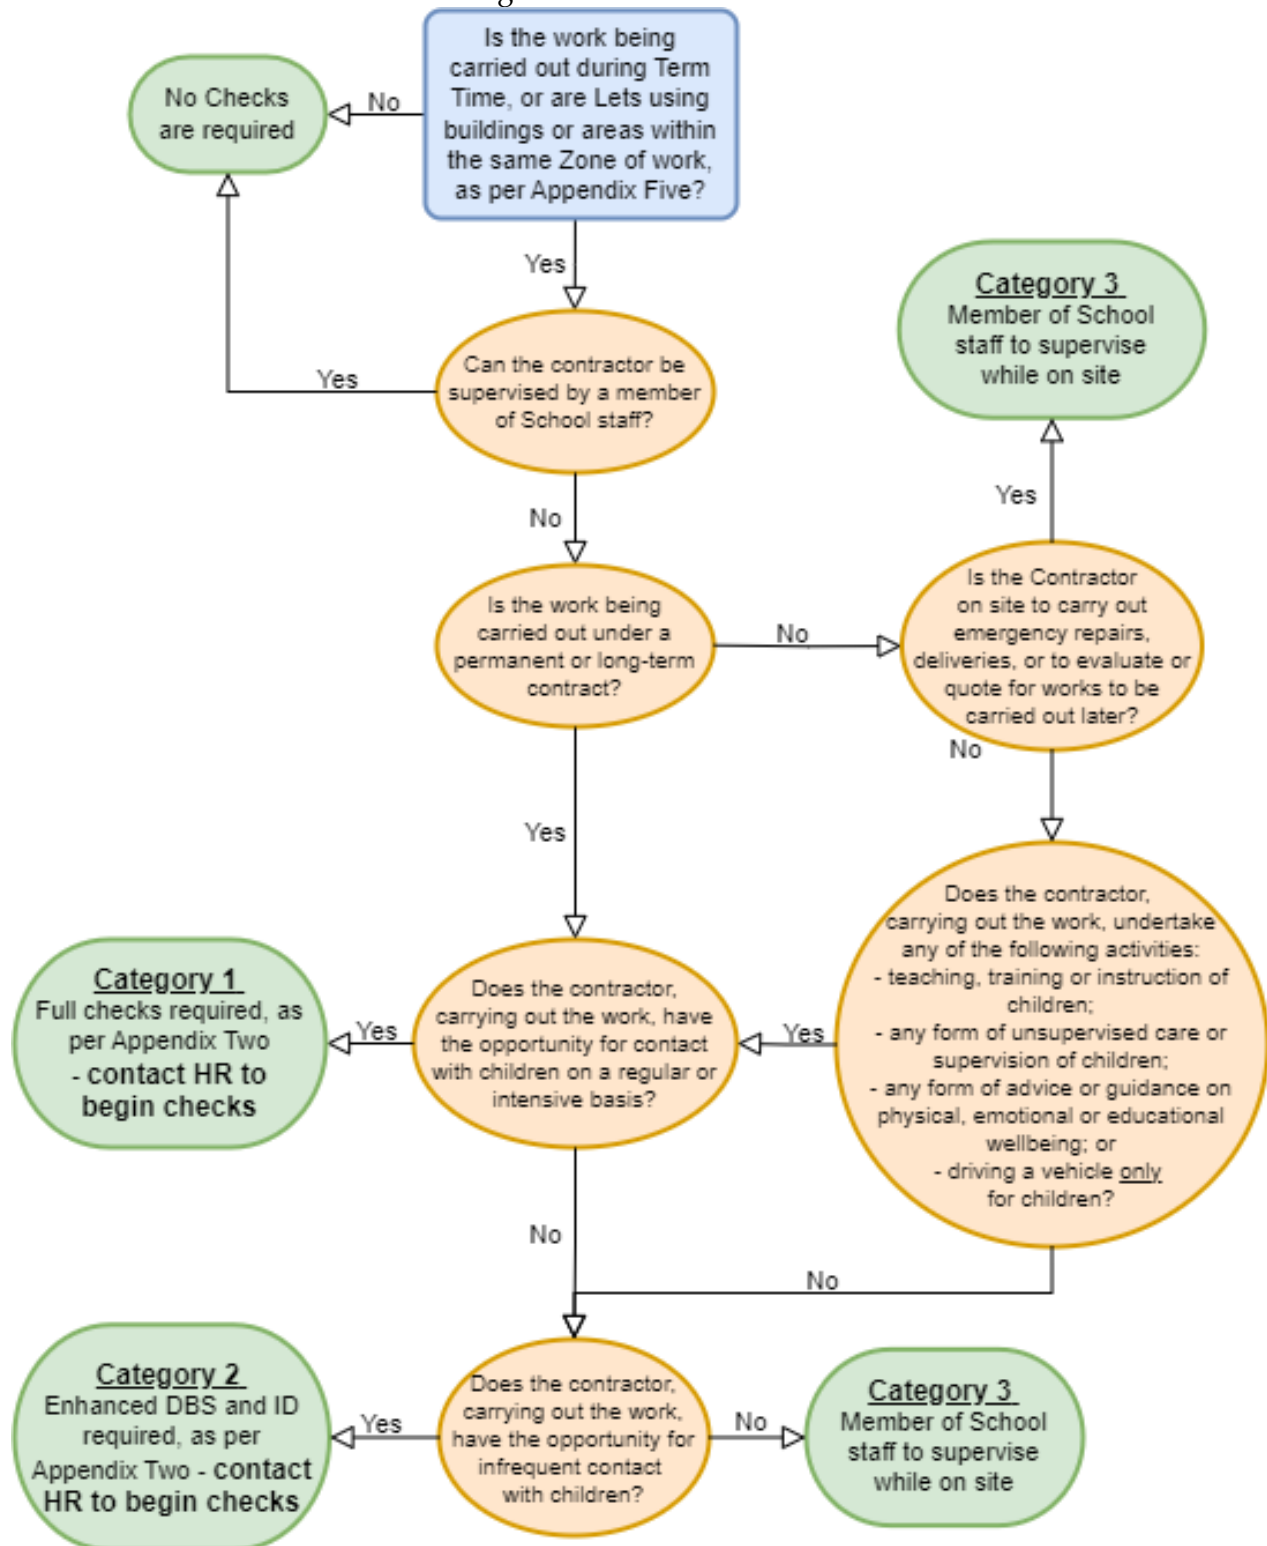 Is the work being
carried out during Term
Time, or are Lets using
buildings or areas within
the same Zone of work,
as per Appendix Five?
No
No Checks
are required
Yes
Can the contractor be
supervised by a member
of School staff?
Yes
No
Category 3
Member of School
staff to supervise
while on site
Yes
Is the work being
carried out under a
permanent or long-term
contract?
No
Is the Contractor
on site to carry out
emergency repairs,
deliveries, or to evaluate or
quote for works to be
carried out later?
No
Yes
Does the contractor,
carrying out the work, undertake
any of the following activities:
- teaching, training or instruction of
children;
- any form of unsupervised care or
supervision of children;
- any form of advice or guidance on
physical, emotional or educational
wellbeing; or
- driving a vehicle only
for children?
Yes
Does the contractor,
carrying out the work, have
the opportunity for contact
with children on a regular or
intensive basis?
Yes
Category 1
Full checks required, as
per Appendix Two
- contact HR to
begin checks
No
No
Does the contractor,
carrying out the work,
have the opportunity for
infrequent contact
with children?
Yes
Category 2
Enhanced DBS and ID
required, as per
Appendix Two - contact
HR to begin checks
No
Category 3
Member of School
staff to supervise
while on site